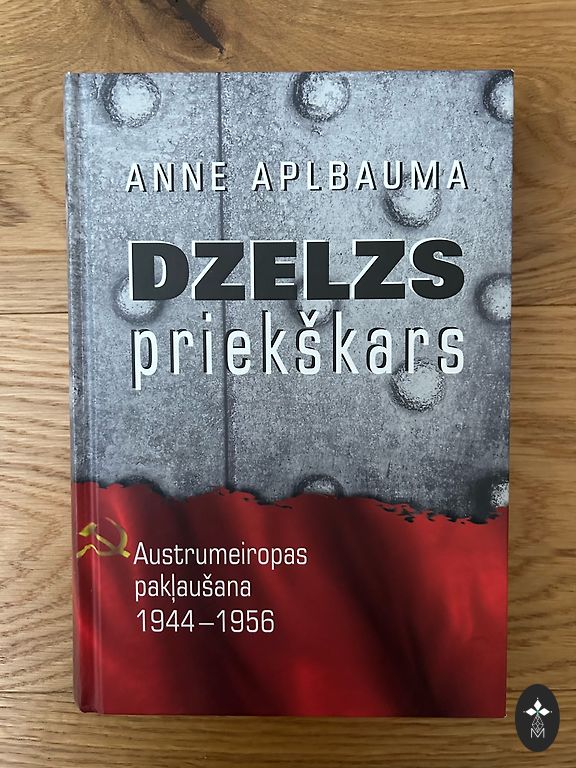 ANNE APLBAUMA
DZELZS
priekškars
Austrumeiropas
pakļaušana
1944–1956